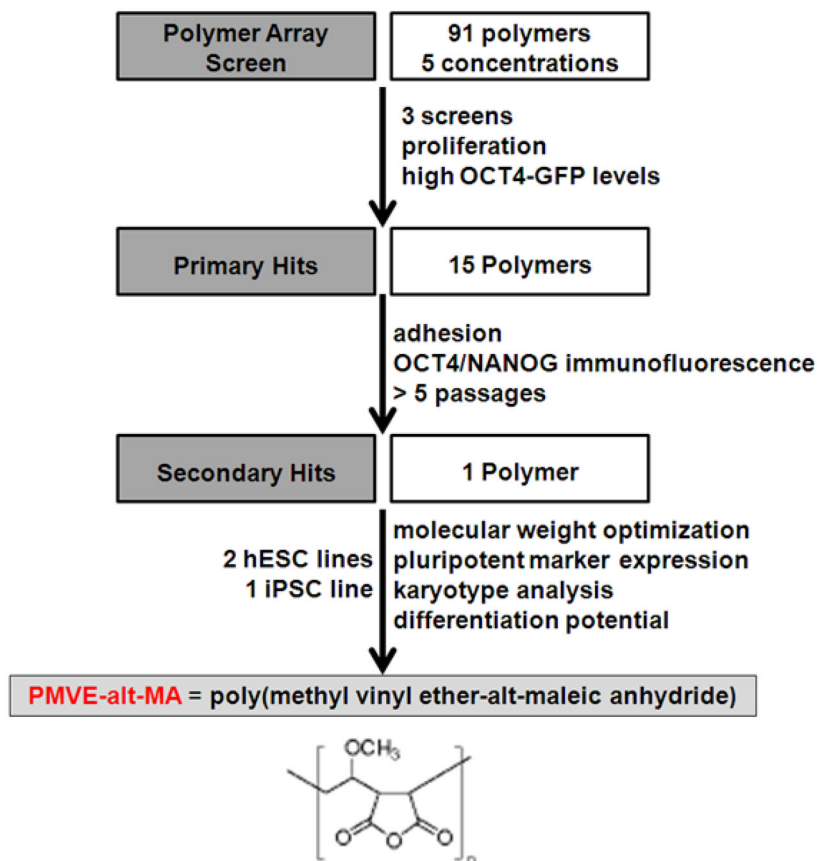 Polymer Array
Screen
91 polymers
5 concentrations
3 screens
proliferation
high OCT4-GFP levels
Primary Hits
15 Polymers
adhesion
OCT4/NANOG immunofluorescence
> 5 passages
Secondary Hits
1 Polymer
2 hESC lines
1 iPSC line
molecular weight optimization
pluripotent marker expression
karyotype analysis
differentiation potential
PMVE-alt-MA = poly(methyl vinyl ether-alt-maleic anhydride)
OCH3
O O O
n